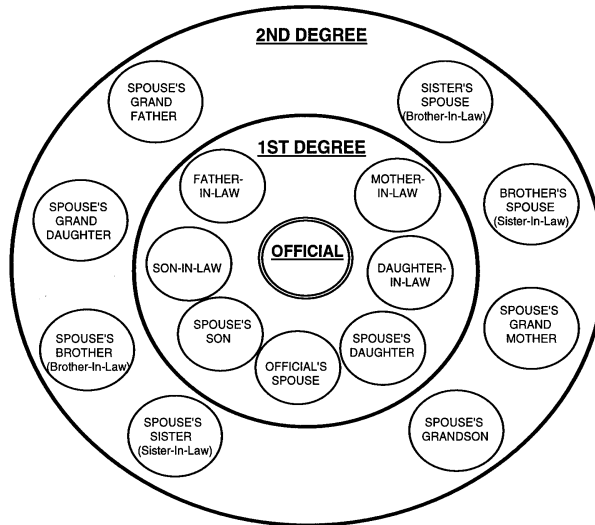 2ND DEGREE
SPOUSE'S
GRAND
FATHER
SISTER'S
SPOUSE
(Brother-In-Law)
1ST DEGREE
FATHER-
IN-LAW
MOTHER-
IN-LAW
SPOUSE'S
GRAND
DAUGHTER
BROTHER'S
SPOUSE
(Sister-In-Law)
OFFICIAL
SON-IN-LAW
DAUGHTER-
IN-LAW
SPOUSE'S
SON
SPOUSE'S
DAUGHTER
OFFICIAL'S
SPOUSE
SPOUSE'S
BROTHER
(Brother-In-Law)
SPOUSE'S
GRAND
MOTHER
SPOUSE'S
SISTER
(Sister-In-Law)
SPOUSE'S
GRANDSON